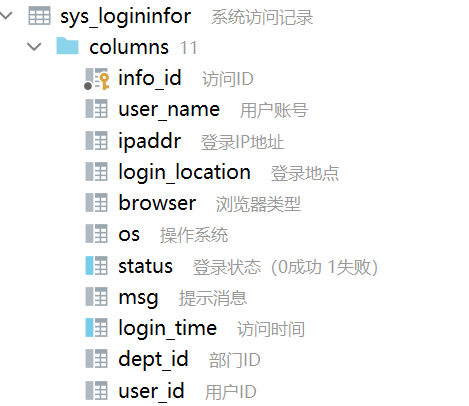 sys_logininfor 系统访问记录
columns 11
info_id 访问ID
user_name 用户账号
ipaddr 登录IP地址
login_location 登录地点
browser 浏览器类型
os 操作系统
status 登录状态（0成功 1失败）
msg 提示消息
login_time 访问时间
dept_id 部门ID
user_id 用户ID